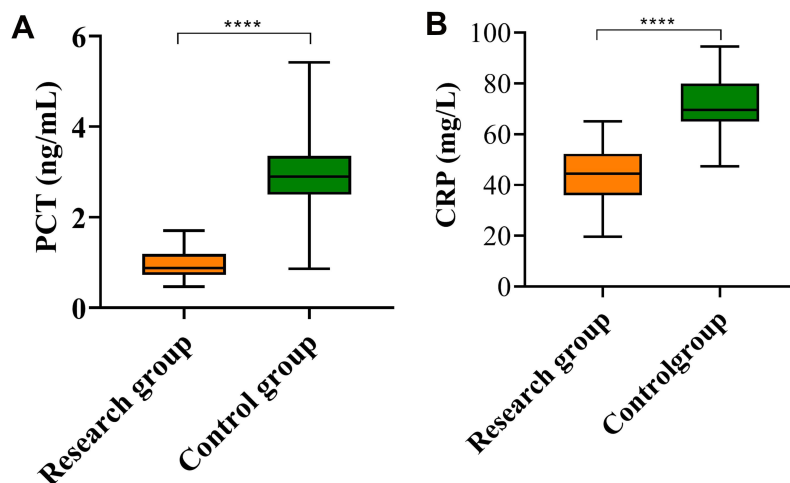 A
****
PCT (ng/mL)
6
4
2
0
Research group
Control group
B
****
CRP (mg/L)
100
80
60
40
20
0
Research group
Controlgroup